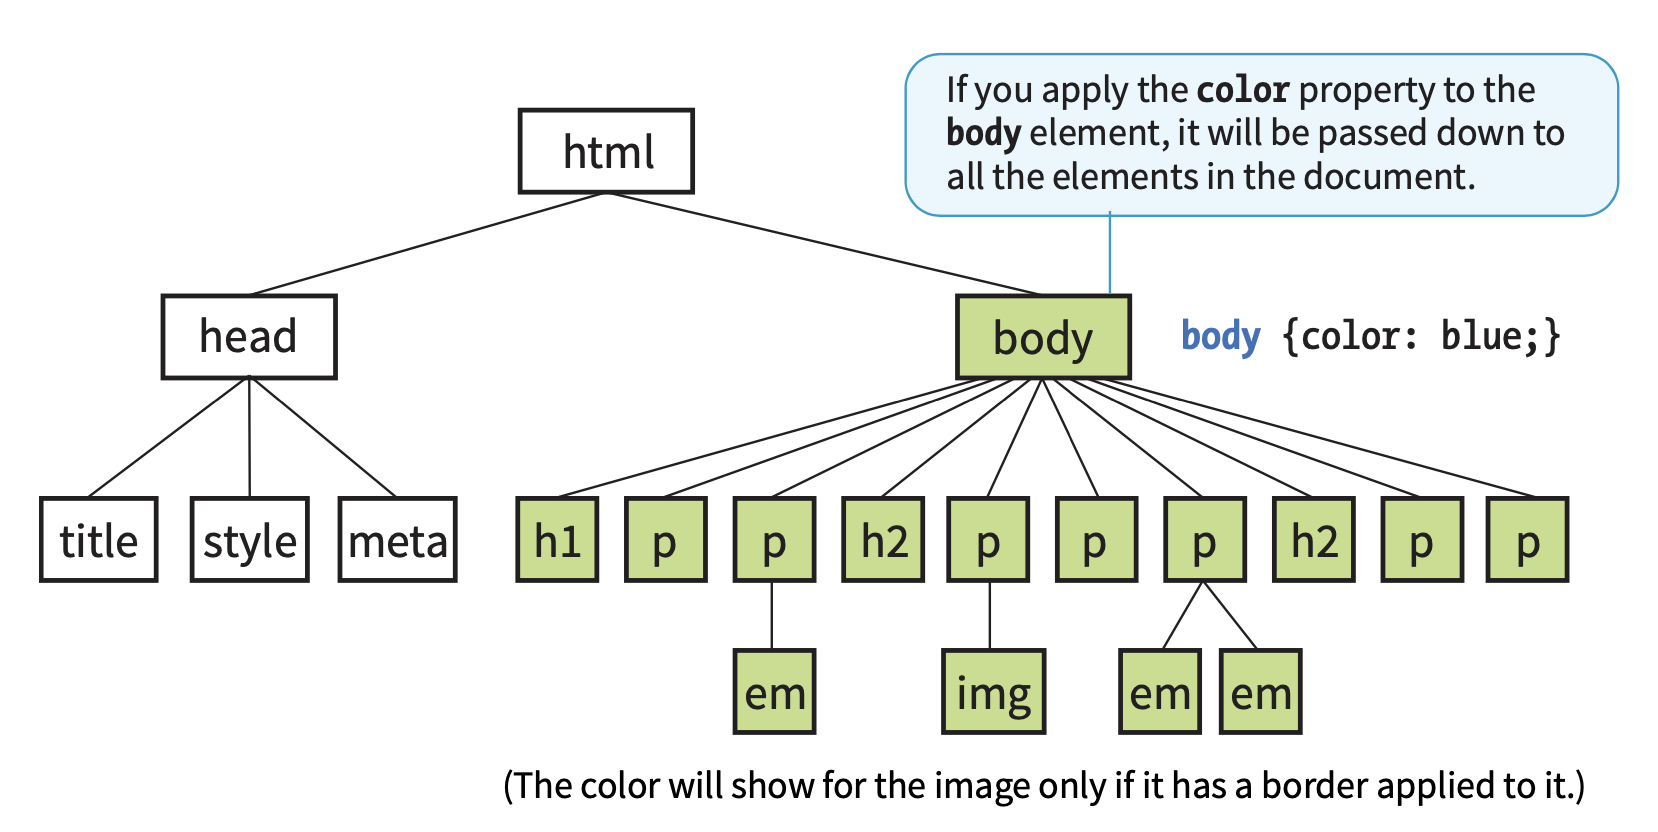 If you apply the color property to the
body element, it will be passed down to
all the elements in the document.
html
head
body
body {color: blue;}
title
style
meta
h1
p
p
h2
p
p
p
h2
p
p
em
img
em
em
(The color will show for the image only if it has a border applied to it.)